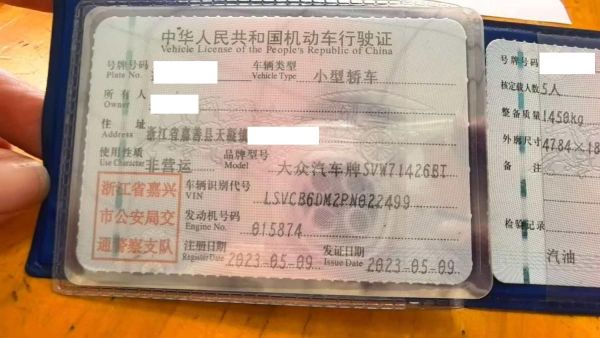 中华人民共和国机动车行驶证
Vehicle License of the People's Republic of China
号牌号码
Plate No.
车辆类型
Vehicle Type
小型轿车
所有人
Owner
住址
Address
浙江省嘉善县天凝镇
使用性质
Use Character
非营运
品牌型号
Model
大众汽车牌SVW71426BT
浙江省嘉兴
市公安局交
通警察支队
车辆识别代号
VIN
LSVCB6DM2PN022499
发动机号码
Engine No.
015874
注册日期
Register Date
2023-05-09
发证日期
Issue Date
2023-05-09
号牌号码
核定载人数 5人
整备质量 1450kg
外廓尺寸 4784×18
备注
检验记录
汽油